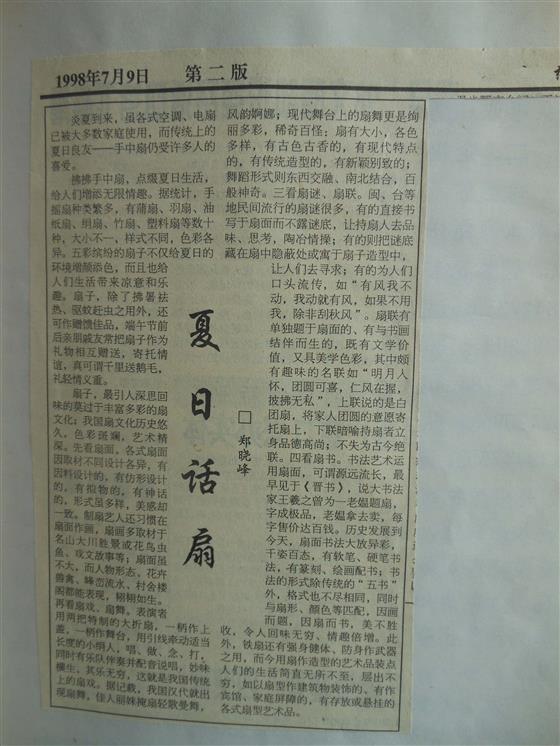 1998年7月9日 第二版
夏日话扇
□ 郑晓峰
炎夏到来，虽各式空调、电扇
已被大多数家庭使用，而传统上的
夏日良友——手中扇仍受许多人的
喜爱。
拂拂手中扇，点缀夏日生活，
给人们增添无限情趣。据统计，手
摇扇种类繁多，有蒲扇、羽扇、油
纸扇、绢扇、竹扇、塑料扇等数十
种，大小不一，样式不同，色彩各
异。五彩缤纷的扇子不仅给夏日的
环境增颜添色，而且也给
人们生活带来凉意和乐
趣。扇子，除了拂暑祛
热、驱蚊赶虫之用外，还
可作赠馈佳品，端午节前
后亲朋戚友常把扇子作为
礼物相互赠送，寄托情
谊，真可谓千里送鹅毛，
礼轻情义重。
扇子，最引人深思回
味的莫过于丰富多彩的扇
文化；我国扇文化历史悠
久，色彩斑斓，艺术精
深。先看扇面，各式扇面
因取材不同设计各异，有
因料设计的，有仿形设计
的，有拟物的，有神话
的，形式虽多样，美感却
一致。制扇艺人还习惯在
扇面作画，扇画多取材于
名山大川胜景或花鸟虫
鱼、戏文故事等；扇面虽
不大，而人物形态、花卉
兽禽、峰峦流水、村舍楼
阁都能表现，栩栩如生。
再看扇戏、扇舞。表演者
用两把特制的大折扇，一柄作上
盖，一柄作舞台，用引线牵动适当
长度的小纲人，唱、做、念、打，
同时有乐队伴奏并配音说唱，妙味
横生，其乐无穷，这就是我国传统
上的扇戏。据记载，我国汉代就出
现扇舞，佳人丽姝掩扇轻歌曼舞，
风韵婀娜；现代舞台上的扇舞更是绚
丽多彩，稀奇百怪：扇有大小，各色
多样，有古色古香的，有现代特点
的，有传统造型的，有新颖别致的；
舞蹈形式则东西交融、南北结合，百
般神奇。三看扇谜、扇联。闽、台等
地民间流行的扇谜很多，有的直接书
写于扇面而不露谜底，让持扇人去品
味、思考，陶冶情操；有的则把谜底
藏在扇中隐蔽处或寓于扇子造型中，
让人们去寻求；有的为人们
口头流传，如“有风我不
动，我动就有风，如果不用
我，除非刮秋风”。扇联有
单独题于扇面的、有与书画
结伴而生的，既有文学价
值，又具美学色彩，其中颇
有趣味的名联如“明月入
怀，团圆可喜，仁风在握，
披拂无私”，上联说的是白
团扇，将家人团圆的意愿寄
托扇上，下联暗喻持扇者立
身品德高尚；不失为古今绝
联。四看扇书。书法艺术运
用扇面，可谓源远流长，最
早见于《晋书》，说大书法
家王羲之曾为一老媪题扇，
字成极品，老媪拿去卖，每
字售价达百钱。历史发展到
今天，扇面书法大放异彩，
千姿百态，有软笔、硬笔书
法，有篆刻、绘画配书；书
法的形式除传统的“五书”
外，格式也不尽相同，同时
与扇形、颜色等匹配，因画
而题，因扇而书，美不胜
收，令人回味无穷、情趣倍增。此
外，铁扇还有强身健体、防身作武器
之用，而今用扇作造型的艺术品装点
人们的生活简直无所不至，层出不
穷，如以扇型作建筑物装饰的、有作
宾馆、家庭屏障的，有存放或悬挂的
各式扇型艺术品。